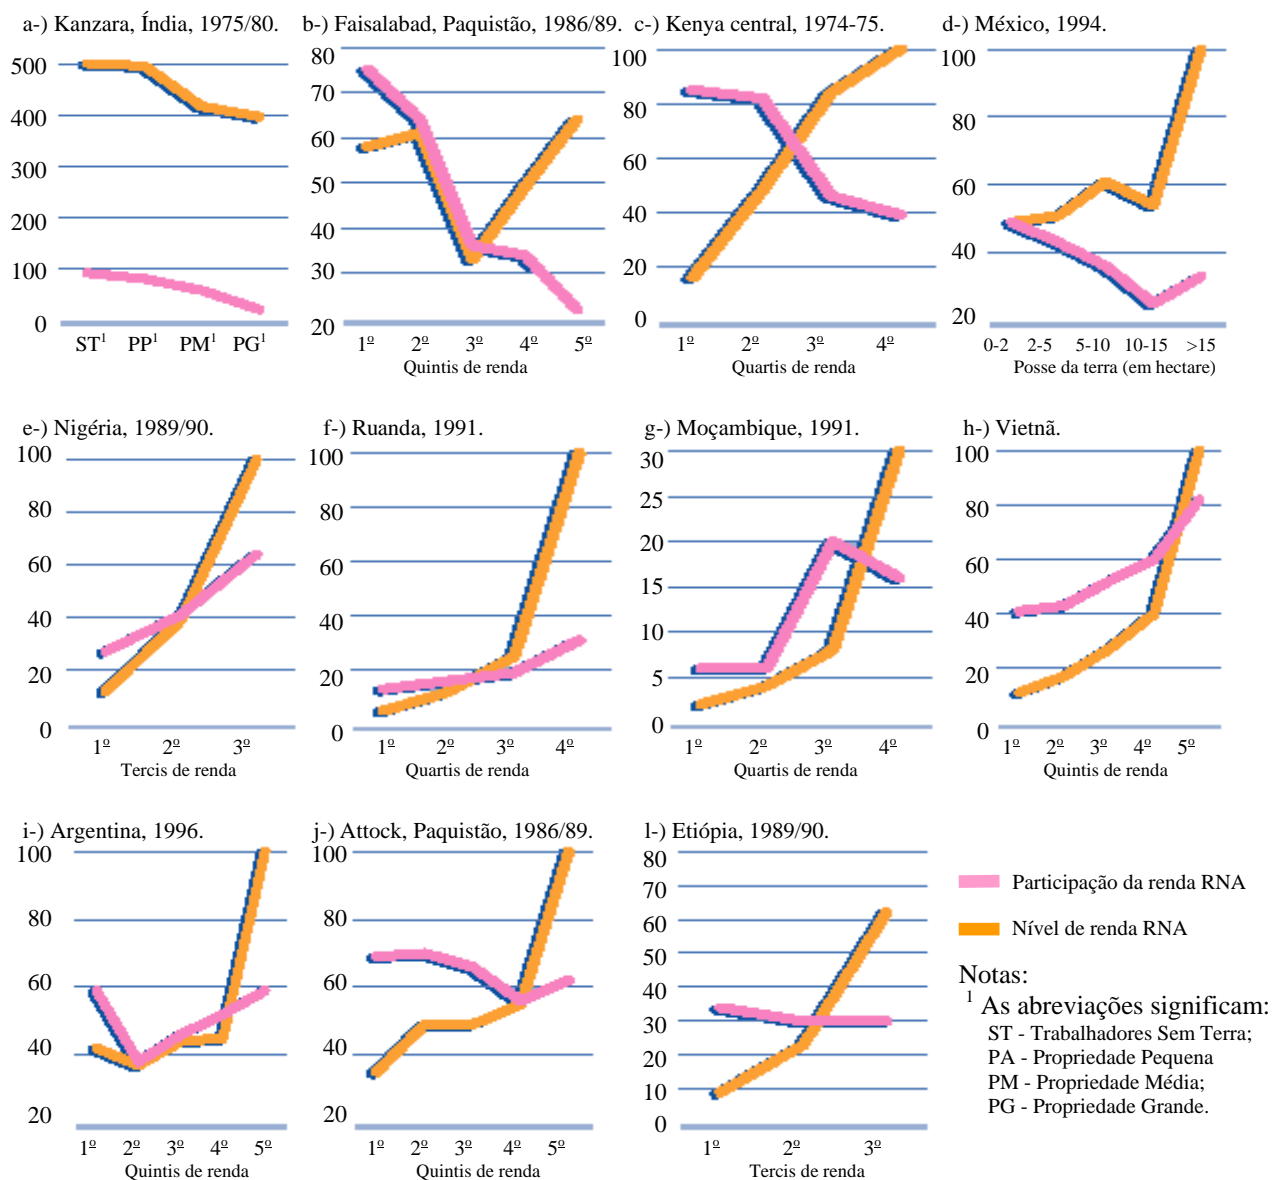 a-) Kanzara, Índia, 1975/80.
500
400
300
200
100
0
ST¹ PP¹ PM¹ PG¹
b-) Faisalabad, Paquistão, 1986/89.
80
70
60
50
40
30
20
1º 2º 3º 4º 5º
Quintis de renda
c-) Kenya central, 1974-75.
100
80
60
40
20
0
1º 2º 3º 4º
Quartis de renda
d-) México, 1994.
100
80
60
40
20
0-2 2-5 5-10 10-15 >15
Posse da terra (em hectare)
e-) Nigéria, 1989/90.
100
80
60
40
20
0
1º 2º 3º
Tercis de renda
f-) Ruanda, 1991.
100
80
60
40
20
0
1º 2º 3º 4º
Quartis de renda
g-) Moçambique, 1991.
30
25
20
15
10
5
0
1º 2º 3º 4º
Quartis de renda
h-) Vietnã.
100
80
60
40
20
0
1º 2º 3º 4º 5º
Quintis de renda
i-) Argentina, 1996.
100
80
60
40
20
1º 2º 3º 4º 5º
Quintis de renda
j-) Attock, Paquistão, 1986/89.
100
80
60
40
20
1º 2º 3º 4º 5º
Quintis de renda
l-) Etiópia, 1989/90.
80
70
60
50
40
30
20
10
0
1º 2º 3º
Tercis de renda
Participação da renda RNA
Nível de renda RNA
Notas:
¹ As abreviações significam:
ST - Trabalhadores Sem Terra;
PA - Propriedade Pequena
PM - Propriedade Média;
PG - Propriedade Grande.